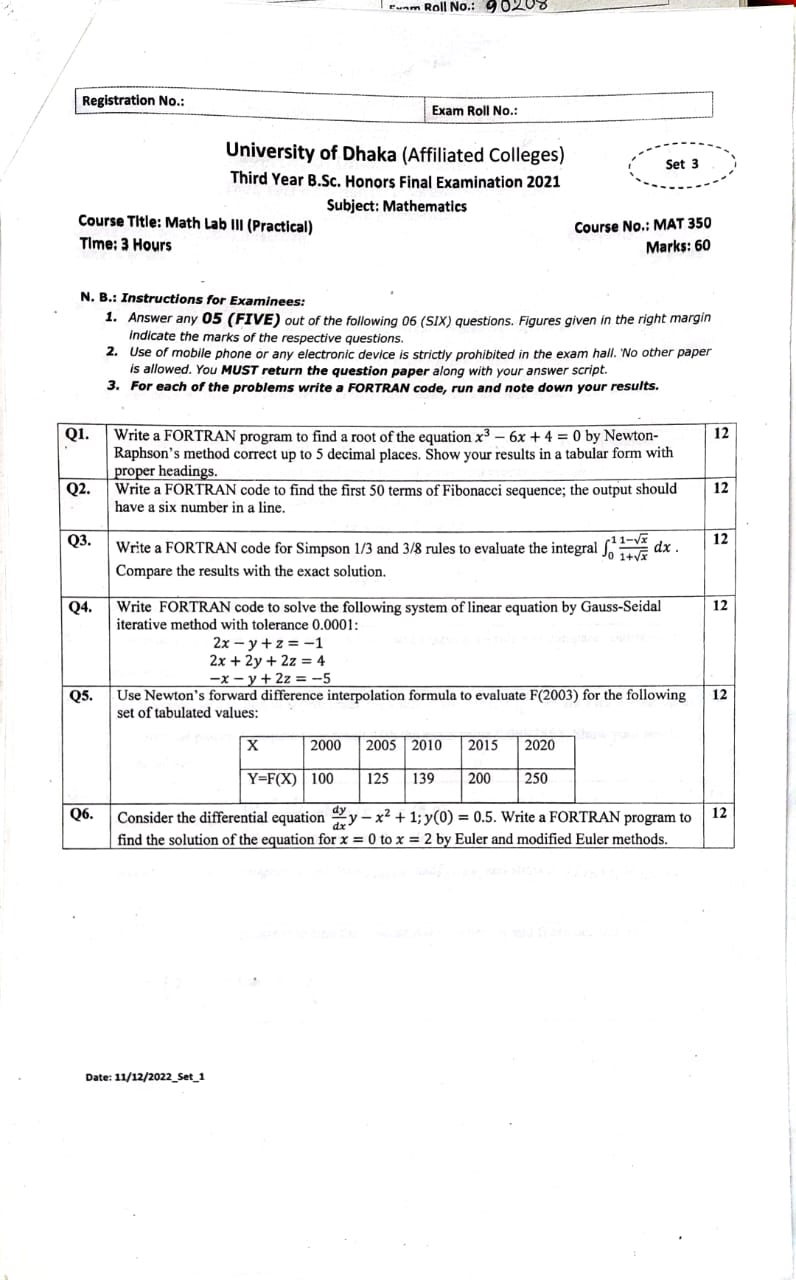 Exam Roll No.: 90208
Registration No.:
Exam Roll No.:
University of Dhaka (Affiliated Colleges)
Set 3
Third Year B.Sc. Honors Final Examination 2021
Subject: Mathematics
Course Title: Math Lab III (Practical)
Course No.: MAT 350
Time: 3 Hours
Marks: 60
N. B.: Instructions for Examinees:
1. Answer any 05 (FIVE) out of the following 06 (SIX) questions. Figures given in the right margin
indicate the marks of the respective questions.
2. Use of mobile phone or any electronic device is strictly prohibited in the exam hall. No other paper
is allowed. You MUST return the question paper along with your answer script.
3. For each of the problems write a FORTRAN code, run and note down your results.
Q1. Write a FORTRAN program to find a root of the equation x³ − 6x + 4 = 0 by Newton- 12
Raphson's method correct up to 5 decimal places. Show your results in a tabular form with
proper headings.
Q2. Write a FORTRAN code to find the first 50 terms of Fibonacci sequence; the output should 12
have a six number in a line.
Q3. Write a FORTRAN code for Simpson 1/3 and 3/8 rules to evaluate the integral ∫₀¹ (1−√x)/(1+√x) dx . 12
Compare the results with the exact solution.
Q4. Write FORTRAN code to solve the following system of linear equation by Gauss-Seidal 12
iterative method with tolerance 0.0001:
2x − y + z = −1
2x + 2y + 2z = 4
−x − y + 2z = −5
Q5. Use Newton's forward difference interpolation formula to evaluate F(2003) for the following 12
set of tabulated values:
X 2000 2005 2010 2015 2020
Y=F(X) 100 125 139 200 250
Q6. Consider the differential equation dy/dx y − x² + 1; y(0) = 0.5. Write a FORTRAN program to 12
find the solution of the equation for x = 0 to x = 2 by Euler and modified Euler methods.
Date: 11/12/2022_Set_1